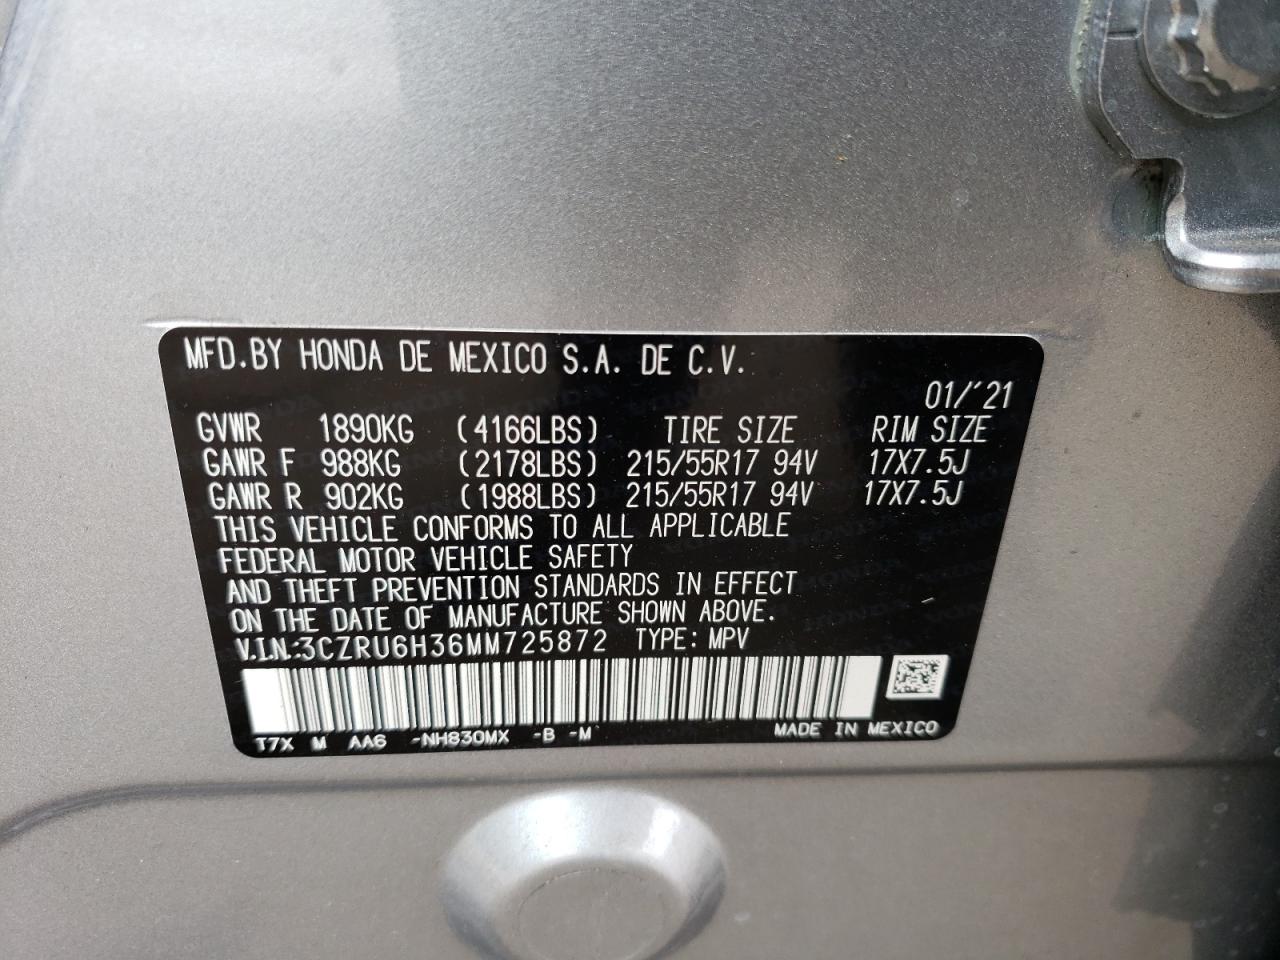 MFD.BY HONDA DE MEXICO S.A. DE C.V.
01/'21
GVWR 1890KG (4166LBS) TIRE SIZE RIM SIZE
GAWR F 988KG (2178LBS) 215/55R17 94V 17X7.5J
GAWR R 902KG (1988LBS) 215/55R17 94V 17X7.5J
THIS VEHICLE CONFORMS TO ALL APPLICABLE
FEDERAL MOTOR VEHICLE SAFETY
AND THEFT PREVENTION STANDARDS IN EFFECT
ON THE DATE OF MANUFACTURE SHOWN ABOVE.
V.I.N.:3CZRU6H36MM725872 TYPE: MPV
T7X M AA6 -NH830MX -B -M MADE IN MEXICO